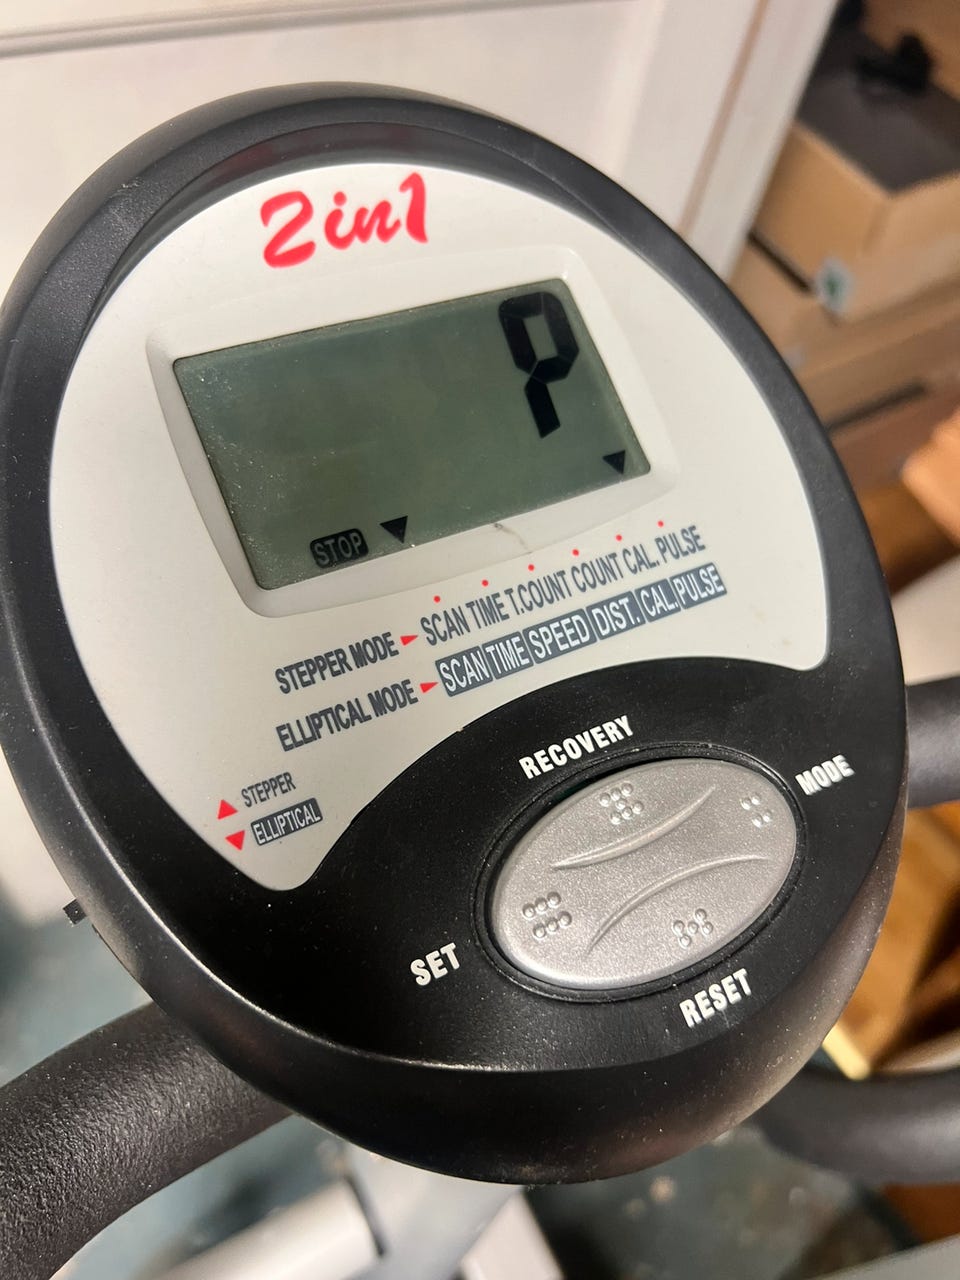 2in1
P
STOP
STEPPER MODE SCAN TIME T.COUNT COUNT CAL. PULSE
ELLIPTICAL MODE SCAN TIME SPEED DIST. CAL. PULSE
STEPPER
ELLIPTICAL
RECOVERY
MODE
SET
RESET